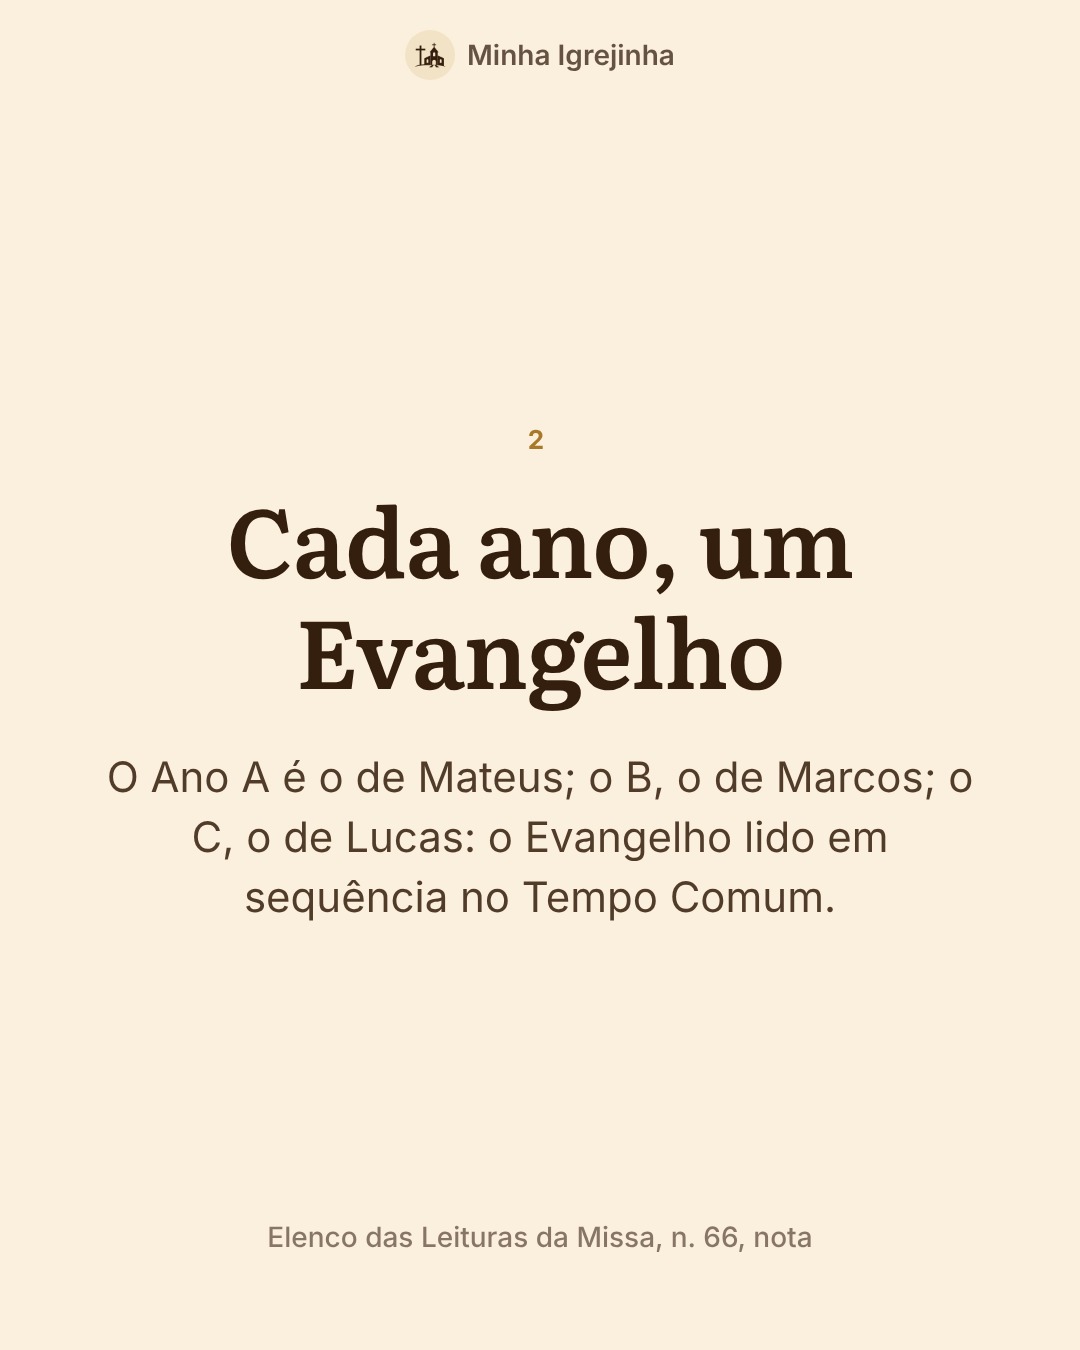 Minha Igrejinha
2
Cada ano, um
Evangelho
O Ano A é o de Mateus; o B, o de Marcos; o
C, o de Lucas: o Evangelho lido em
sequência no Tempo Comum.
Elenco das Leituras da Missa, n. 66, nota